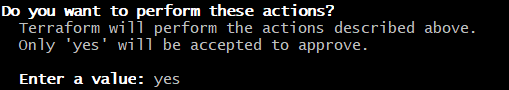 Do you want to perform these actions?
Terraform will perform the actions described above.
Only 'yes' will be accepted to approve.
Enter a value: yes